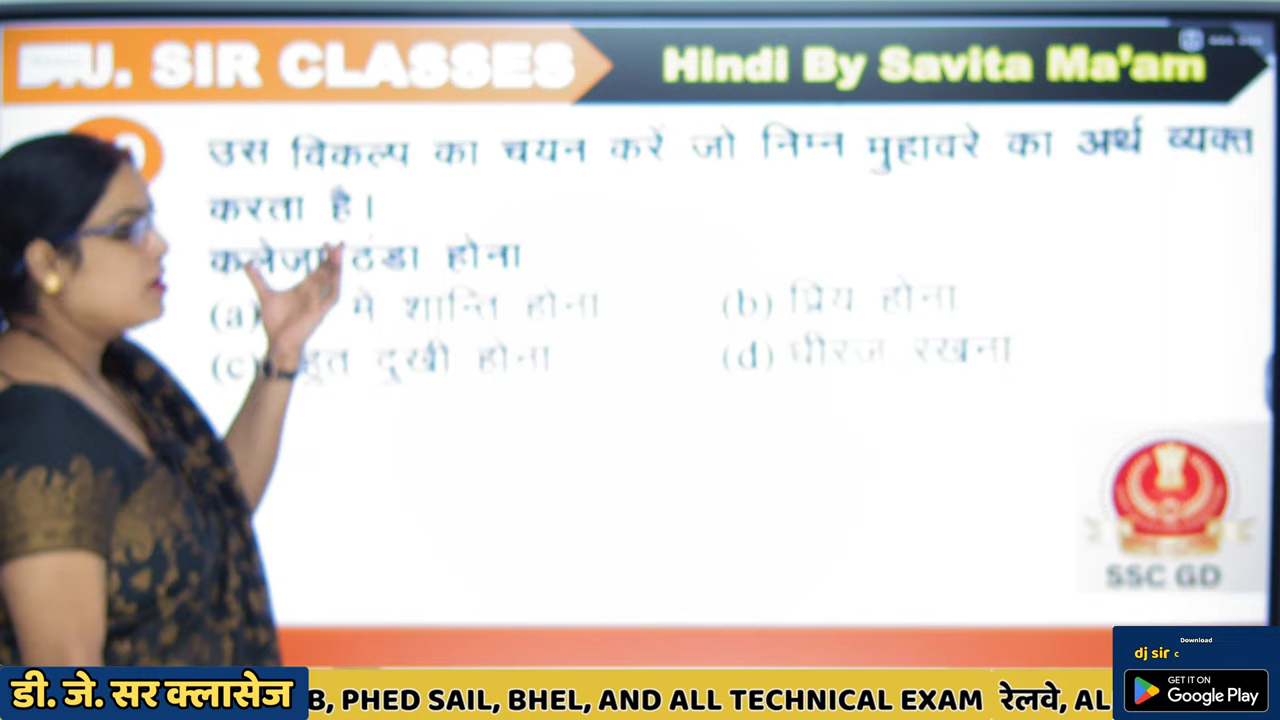 DJ. SIR CLASSES
Hindi By Savita Ma'am
उस विकल्प का चयन करें जो निम्न मुहावरे का अर्थ व्यक्त
करता है।
कलेजा ठंडा होना
(a) में शान्ति होना (b) प्रिय होना
(c) दुखी होना (d) धीरज रखना
SSC GD
Download
dj sir c
GET IT ON
Google Play
डी. जे. सर क्लासेज B, PHED SAIL, BHEL, AND ALL TECHNICAL EXAM रेलवे, AL